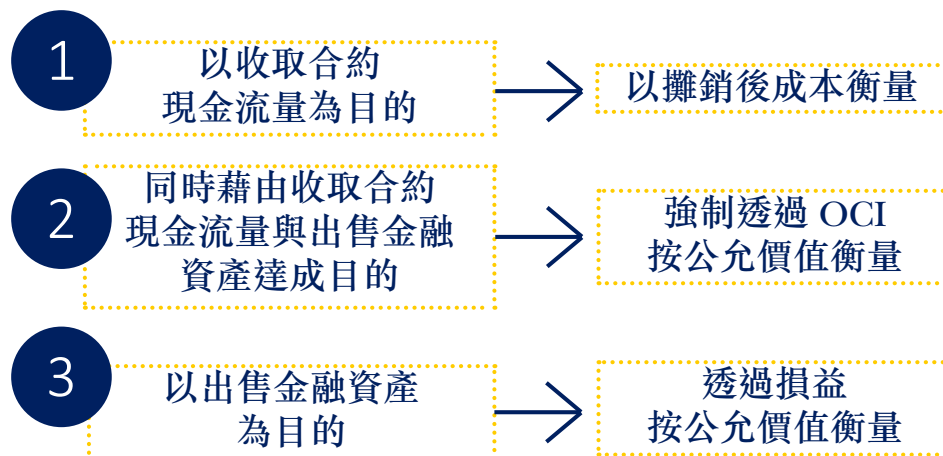 1
以收取合約
現金流量為目的
以攤銷後成本衡量
2
同時藉由收取合約
現金流量與出售金融
資產達成目的
強制透過 OCI
按公允價值衡量
3
以出售金融資產
為目的
透過損益
按公允價值衡量